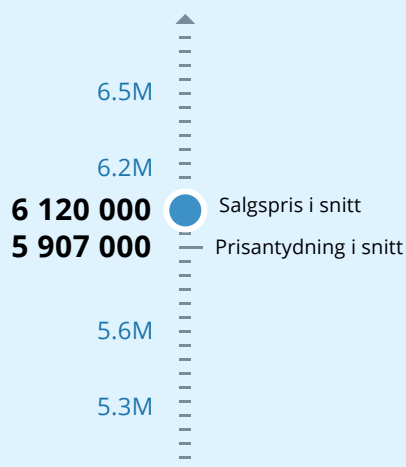 6.5M
6.2M
6 120 000 Salgspris i snitt
5 907 000 Prisantydning i snitt
5.6M
5.3M